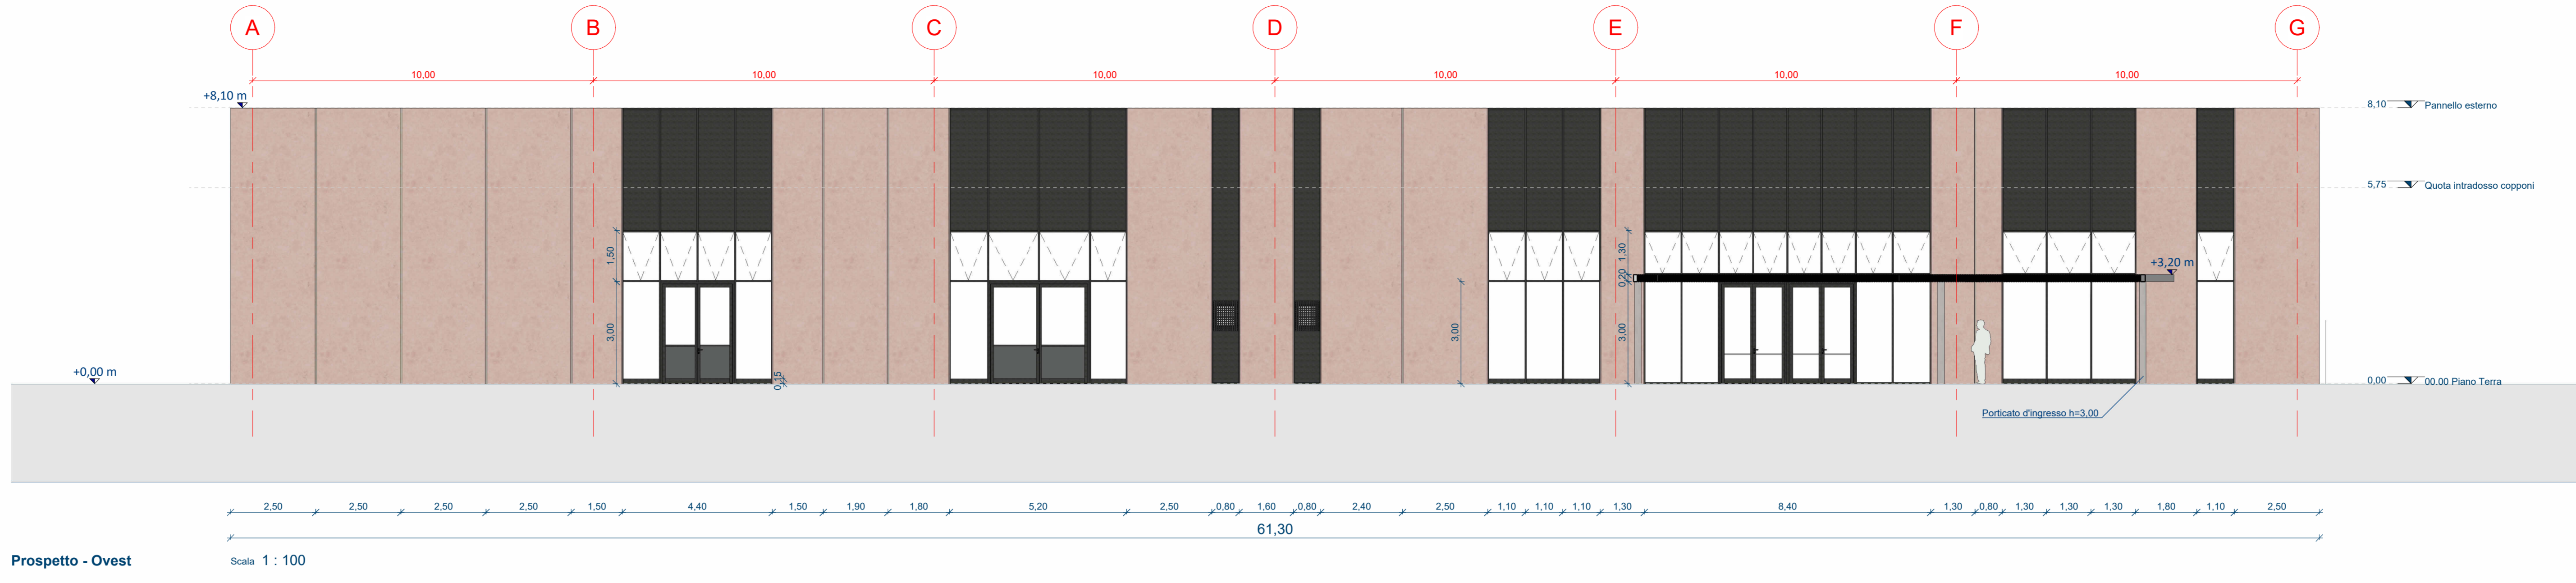 A B C D E F G
10,00 10,00 10,00 10,00 10,00 10,00
+8,10 m
8,10 Pannello esterno
5,75 Quota intradosso copponi
1,50
1,30
0,20
+3,20 m
3,00
3,00
3,00
0,15
+0,00 m
0,00 00.00 Piano Terra
Porticato d'ingresso h=3,00
2,50 2,50 2,50 2,50 1,50 4,40 1,50 1,90 1,80 5,20 2,50 0,80 1,60 0,80 2,40 2,50 1,10 1,10 1,10 1,30 8,40 1,30 0,80 1,30 1,30 1,30 1,80 1,10 2,50
61,30
Prospetto - Ovest Scala 1 : 100